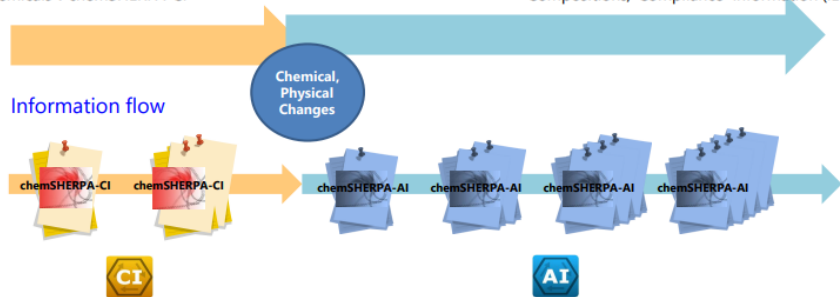 Chemical,
Physical
Changes
Information flow
chemSHERPA-CI chemSHERPA-CI chemSHERPA-AI chemSHERPA-AI chemSHERPA-AI chemSHERPA-AI
CI AI